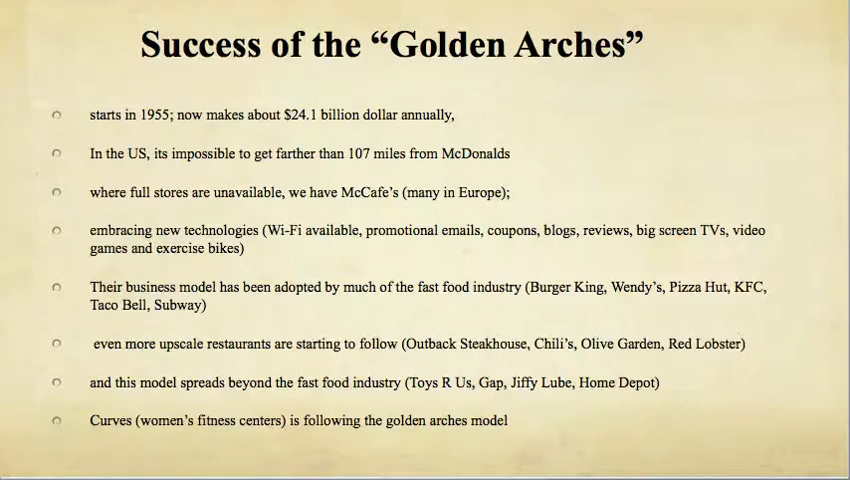 Success of the “Golden Arches”
starts in 1955; now makes about $24.1 billion dollar annually,
In the US, its impossible to get farther than 107 miles from McDonalds
where full stores are unavailable, we have McCafe’s (many in Europe);
embracing new technologies (Wi-Fi available, promotional emails, coupons, blogs, reviews, big screen TVs, video
games and exercise bikes)
Their business model has been adopted by much of the fast food industry (Burger King, Wendy’s, Pizza Hut, KFC,
Taco Bell, Subway)
even more upscale restaurants are starting to follow (Outback Steakhouse, Chili’s, Olive Garden, Red Lobster)
and this model spreads beyond the fast food industry (Toys R Us, Gap, Jiffy Lube, Home Depot)
Curves (women’s fitness centers) is following the golden arches model